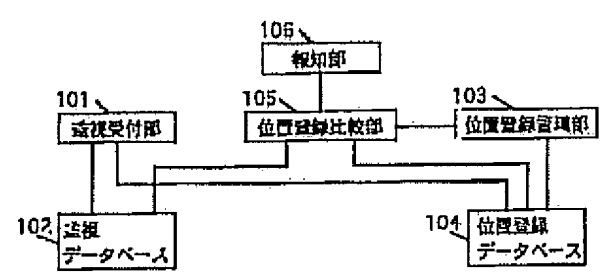 106
報知部
101
監視受付部
105
位置登録比較部
103
位置登録管理部
102
監視
データベース
104
位置登録
データベース